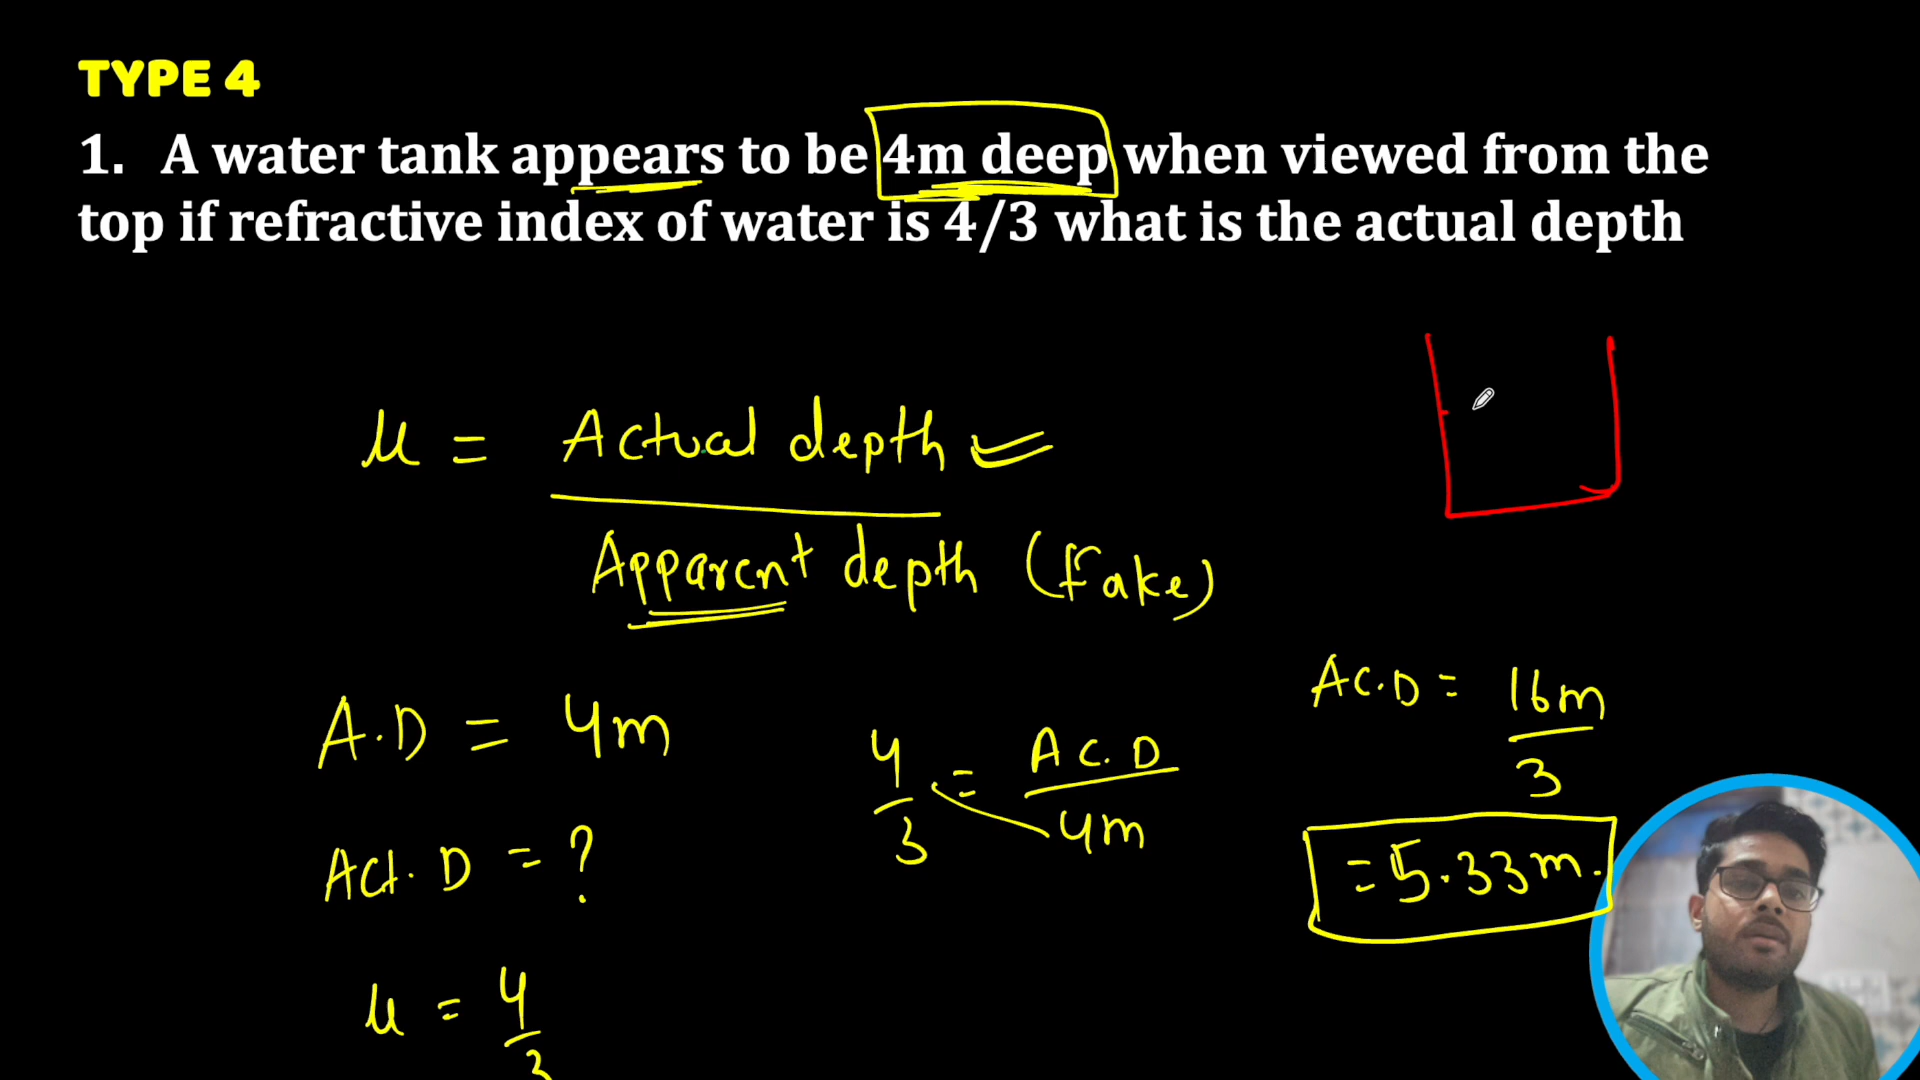 TYPE 4
1. A water tank appears to be 4m deep when viewed from the
top if refractive index of water is 4/3 what is the actual depth
μ = Actual depth
Apparent depth (Fake)
A.D = 4m
Act. D = ?
μ = 4
3
4 = AC. D
3 4m
AC.D = 16m
3
= 5.33m.